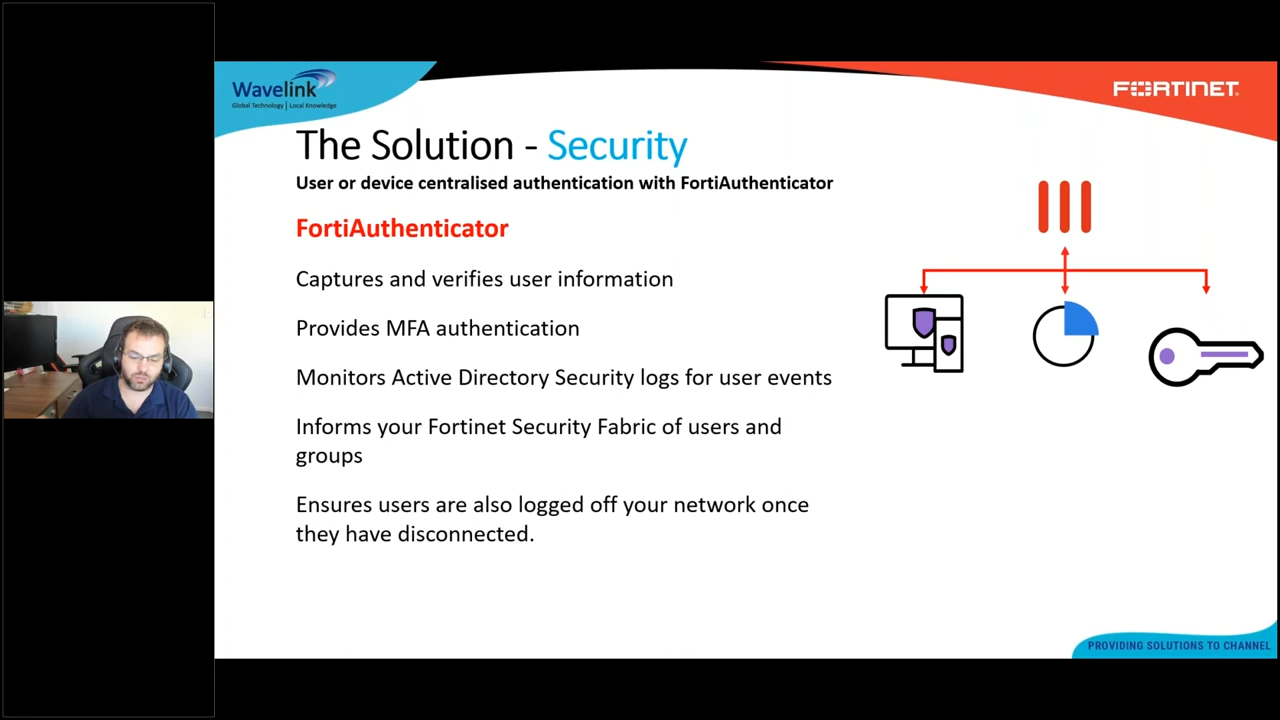 Wavelink
Global Technology | Local Knowledge
FORTINET
The Solution - Security
User or device centralised authentication with FortiAuthenticator
FortiAuthenticator
Captures and verifies user information
Provides MFA authentication
Monitors Active Directory Security logs for user events
Informs your Fortinet Security Fabric of users and
groups
Ensures users are also logged off your network once
they have disconnected.
PROVIDING SOLUTIONS TO CHANNEL